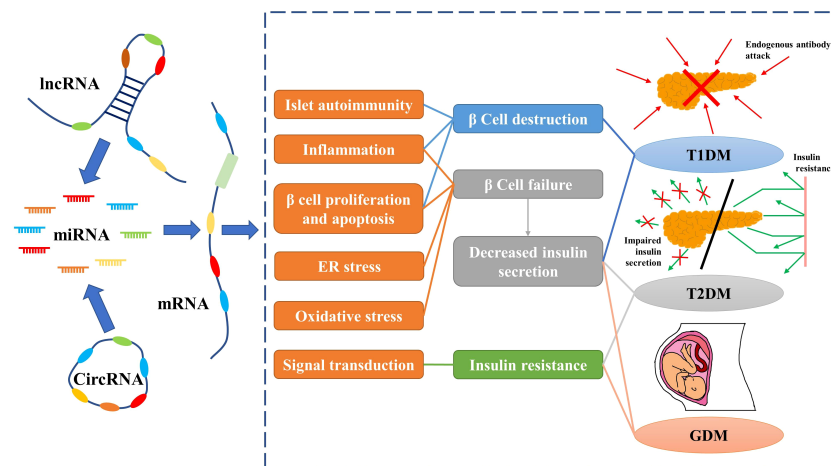 lncRNA
miRNA
mRNA
CircRNA
Islet autoimmunity
Inflammation
β cell proliferation
and apoptosis
ER stress
Oxidative stress
Signal transduction
β Cell destruction
β Cell failure
Decreased insulin
secretion
Insulin resistance
Endogenous antibody
attack
T1DM
Insulin
resistanc
Impaired
insulin
secretion
T2DM
GDM